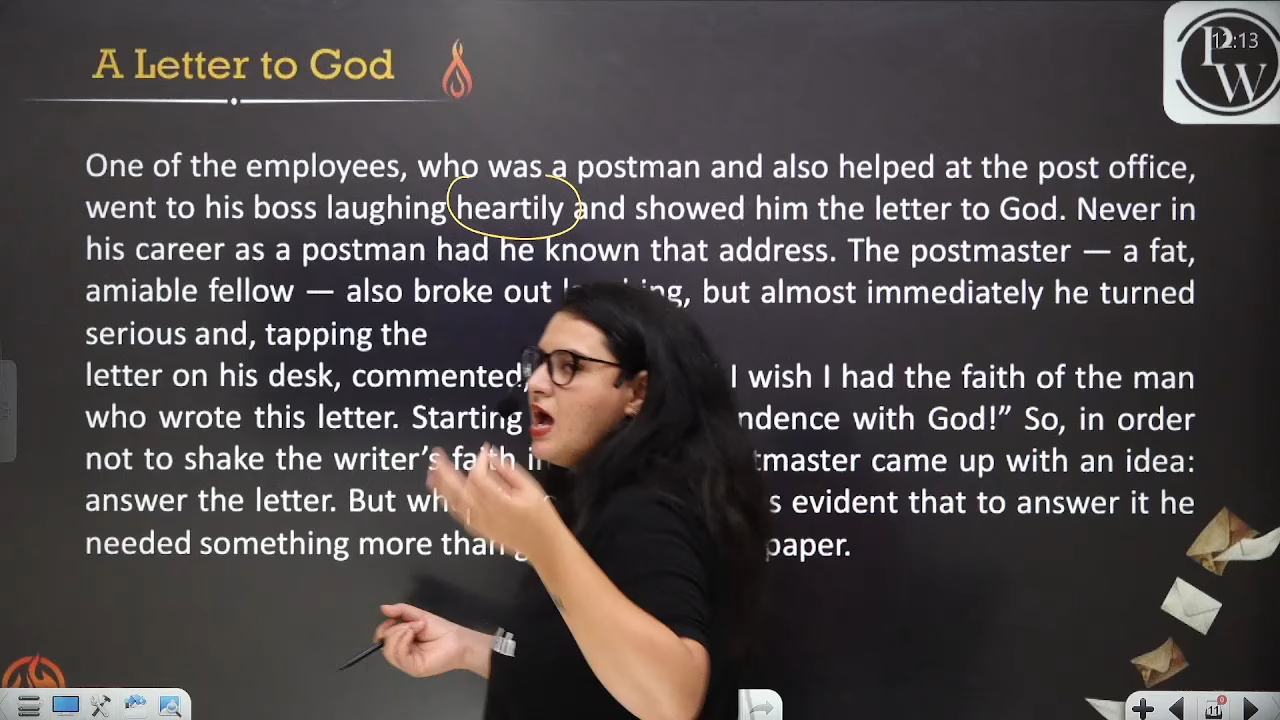 A Letter to God
12:13
PW
One of the employees, who was a postman and also helped at the post office,
went to his boss laughing heartily and showed him the letter to God. Never in
his career as a postman had he known that address. The postmaster — a fat,
amiable fellow — also broke out but almost immediately he turned
serious and, tapping the
letter on his desk, commented, I wish I had the faith of the man
who wrote this letter. Starting with God!” So, in order
not to shake the writer’s faith came up with an idea:
answer the letter. But evident that to answer it he
needed something more than paper.
11